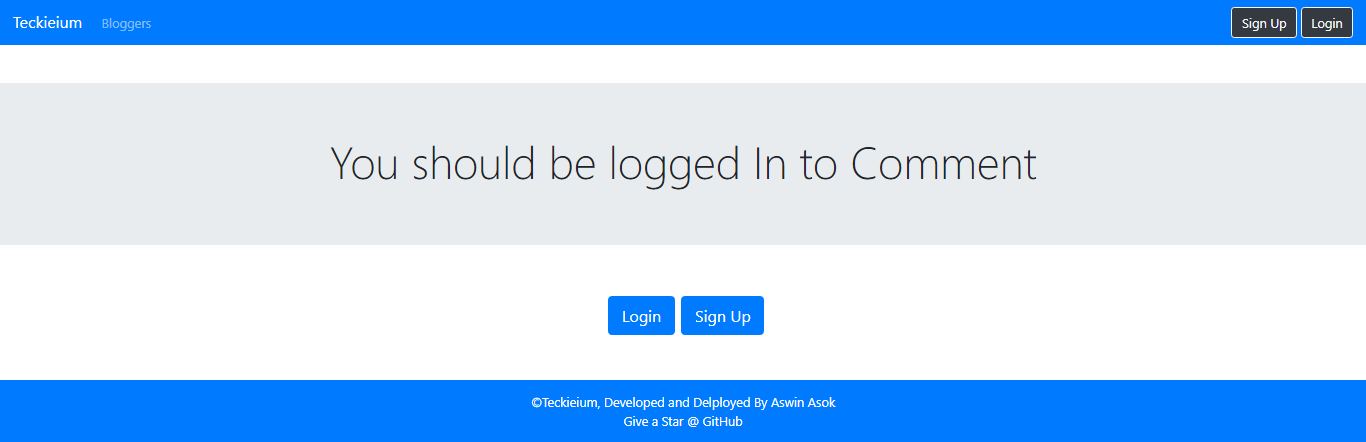 Teckieium Bloggers Sign Up Login
You should be logged In to Comment
Login Sign Up
©Teckieium, Developed and Delployed By Aswin Asok
Give a Star @ GitHub